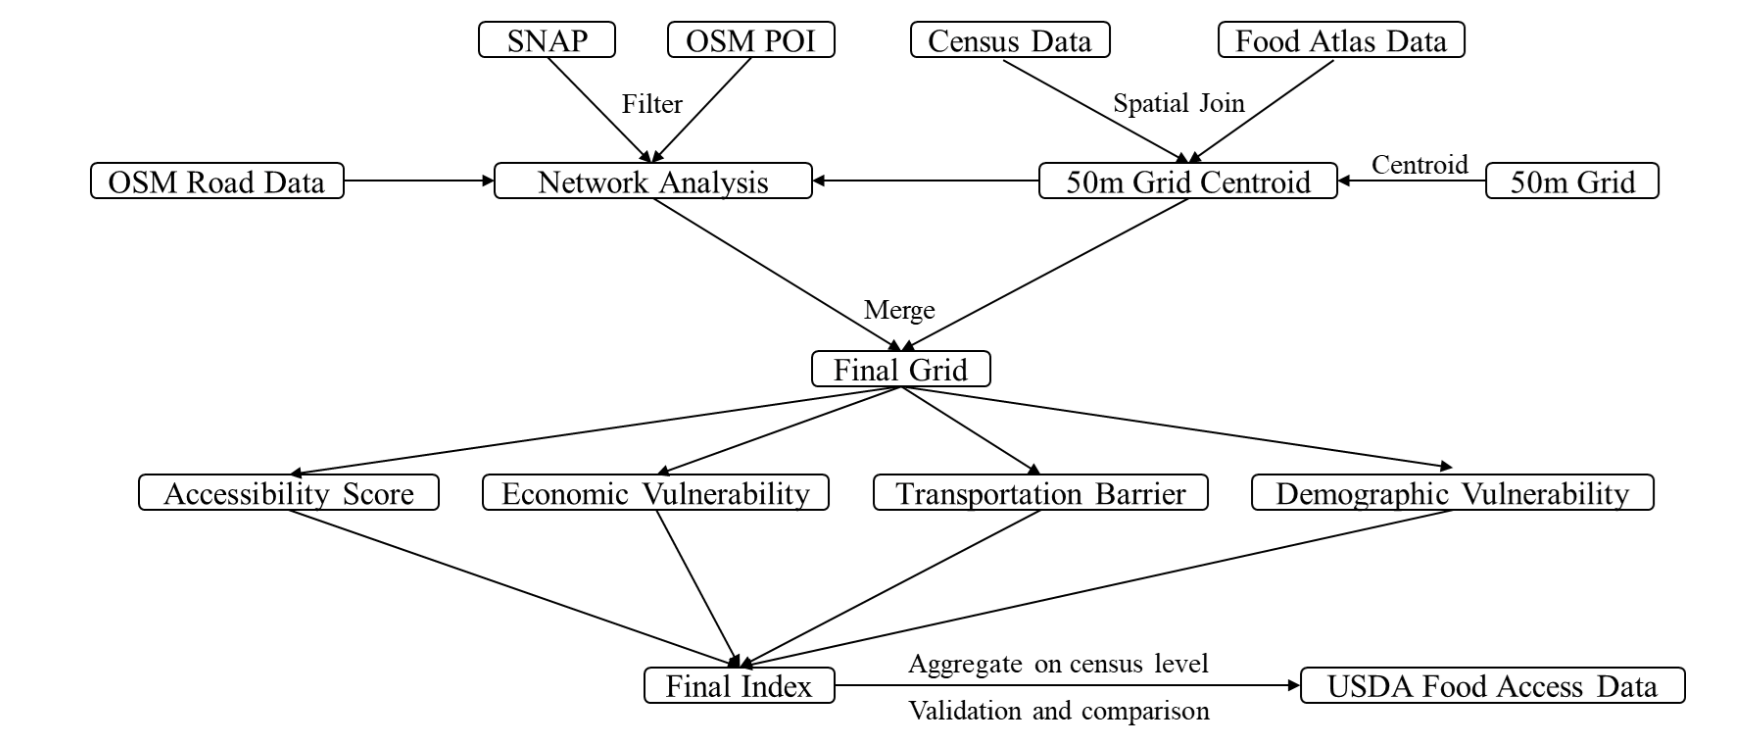 SNAP
OSM POI
Census Data
Food Atlas Data
Filter
Spatial Join
OSM Road Data
Network Analysis
50m Grid Centroid
Centroid
50m Grid
Merge
Final Grid
Accessibility Score
Economic Vulnerability
Transportation Barrier
Demographic Vulnerability
Final Index
Aggregate on census level
Validation and comparison
USDA Food Access Data